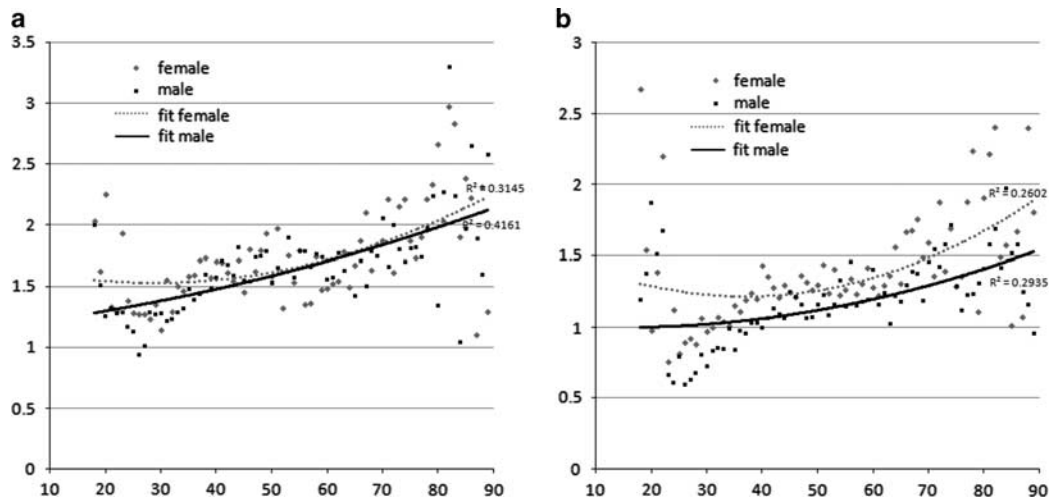 a
3.5
3
2.5
2
1.5
1
0.5
0
10 20 30 40 50 60 70 80 90
female
male
fit female
fit male
R² = 0.3145
R² = 0.4161
b
3
2.5
2
1.5
1
0.5
0
10 20 30 40 50 60 70 80 90
female
male
fit female
fit male
R² = 0.2602
R² = 0.2935